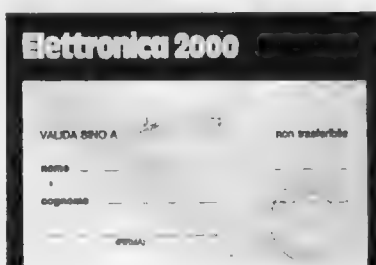 Elettronica 2000
VALIDA SINO A non trasferibile
nome
cognome
FIRMA: